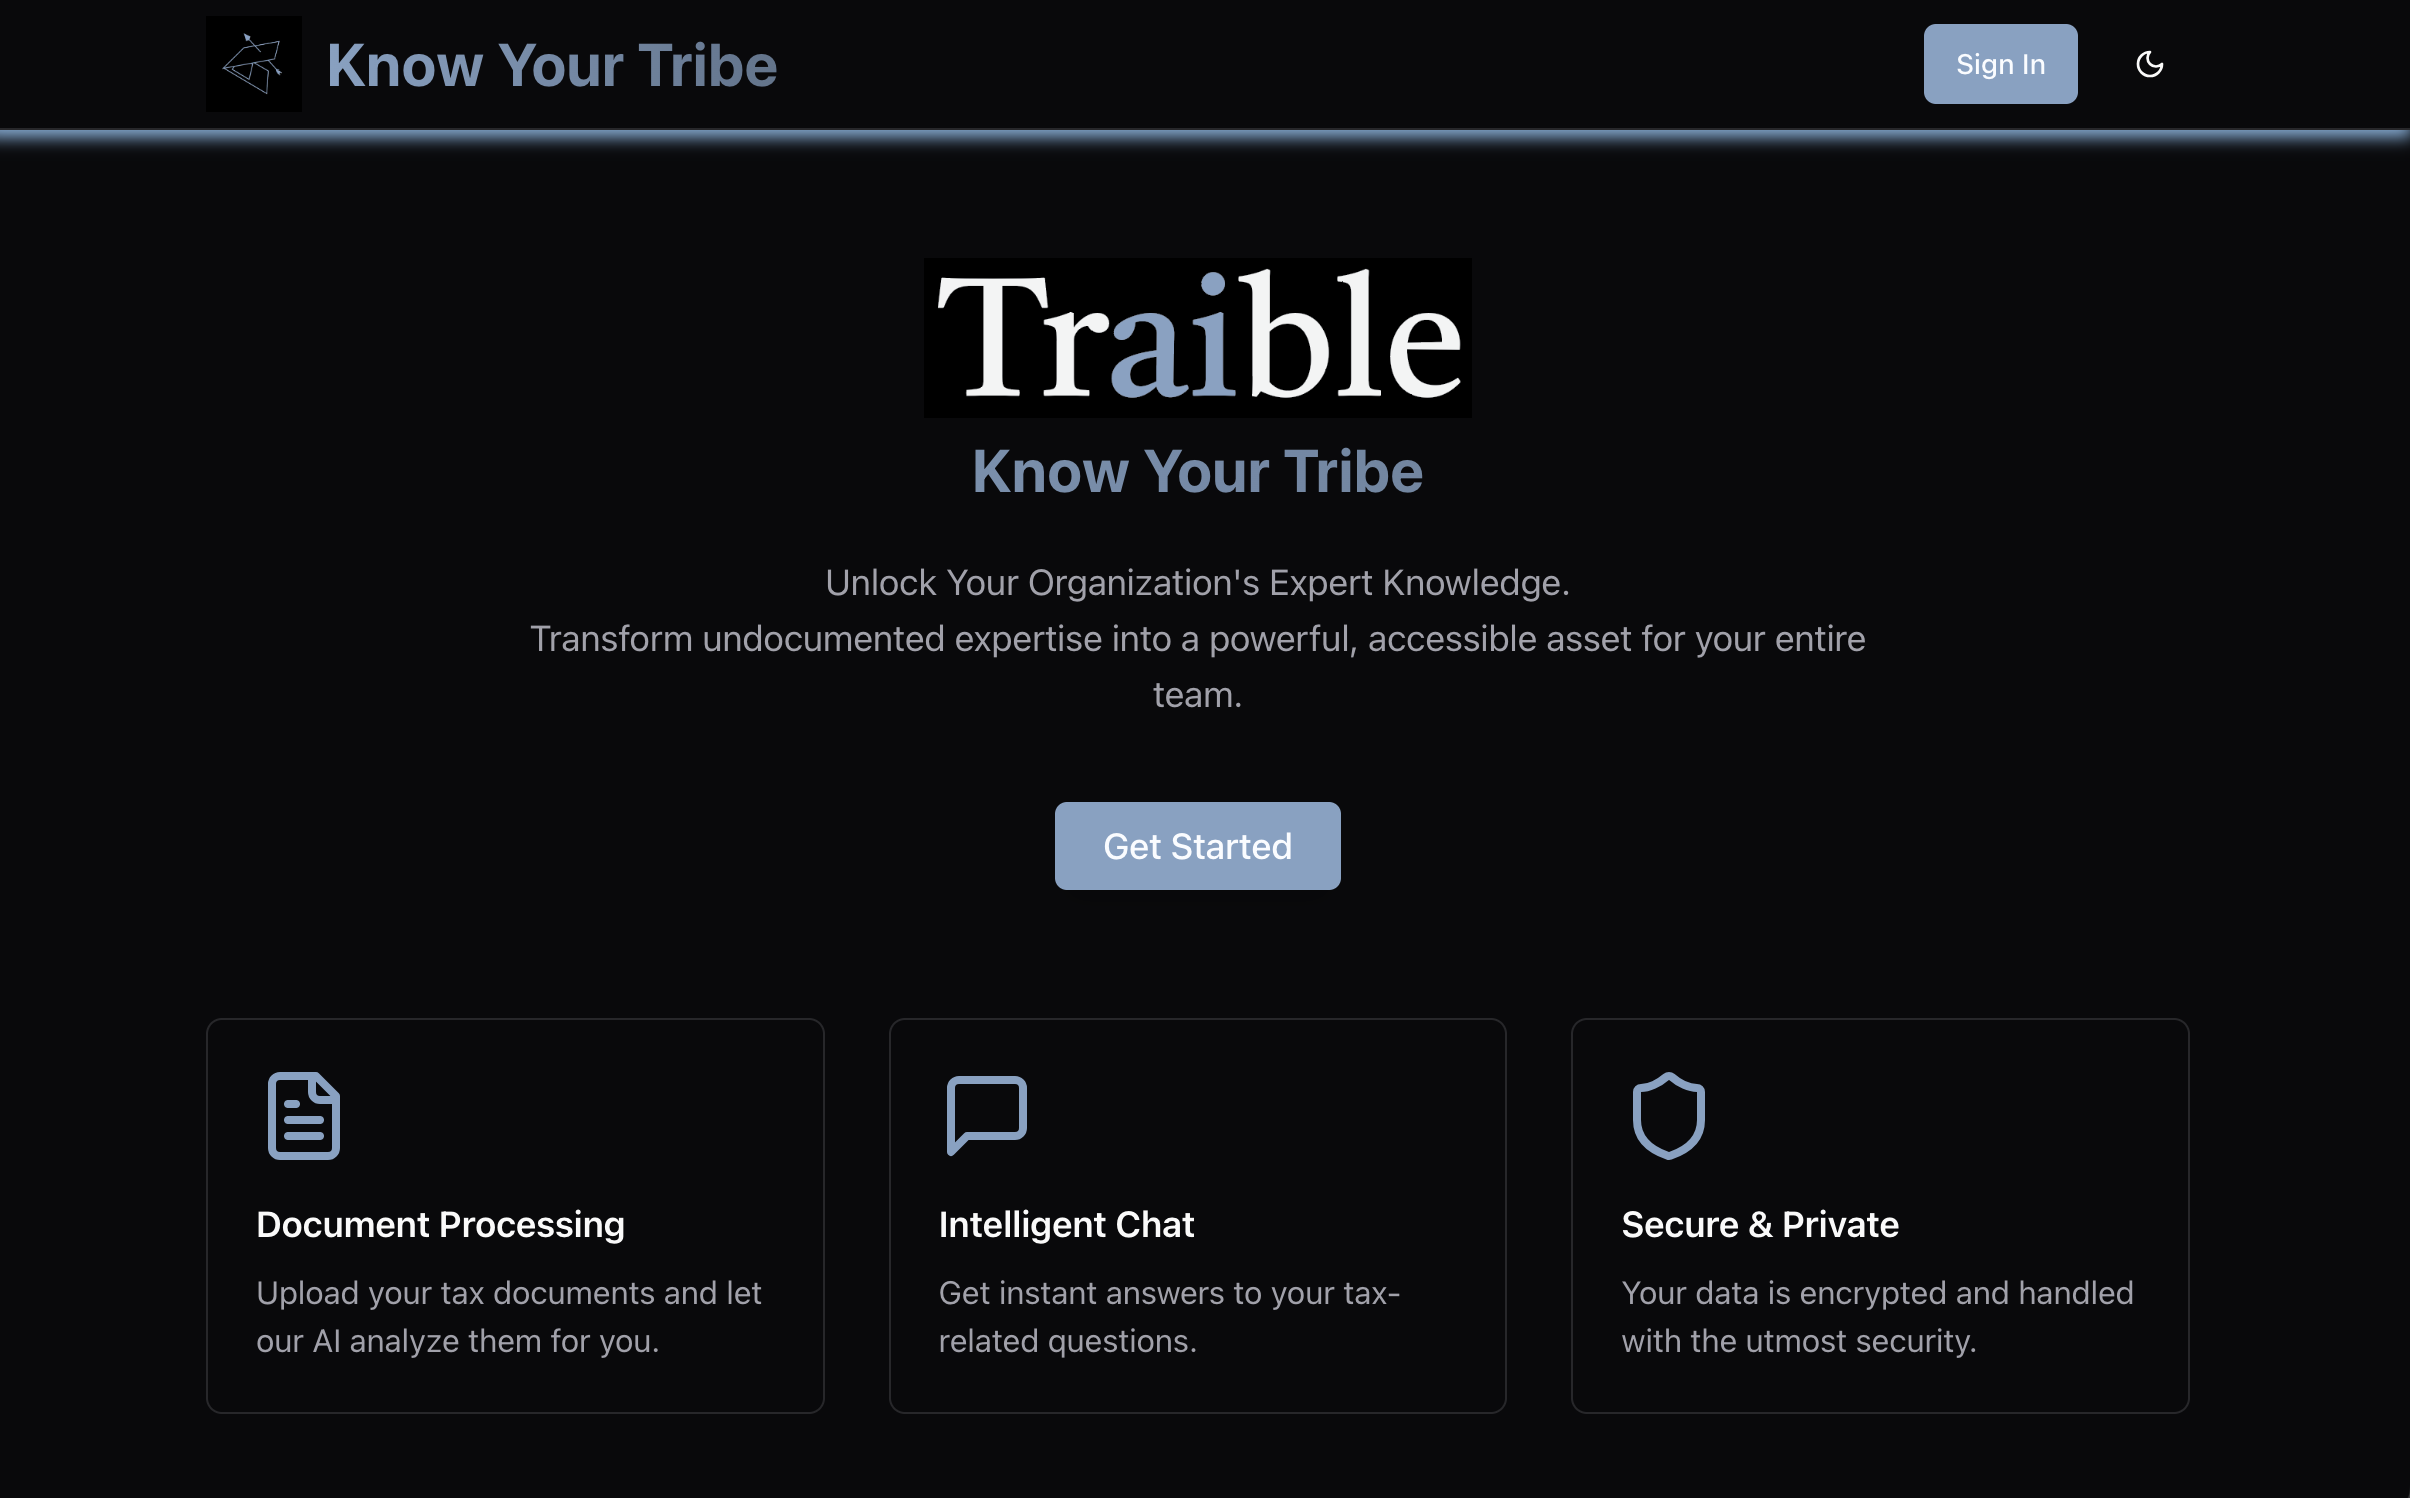 Know Your Tribe
Sign In
Traible
Know Your Tribe
Unlock Your Organization's Expert Knowledge.
Transform undocumented expertise into a powerful, accessible asset for your entire
team.
Get Started
Document Processing
Upload your tax documents and let
our AI analyze them for you.
Intelligent Chat
Get instant answers to your tax-
related questions.
Secure & Private
Your data is encrypted and handled
with the utmost security.